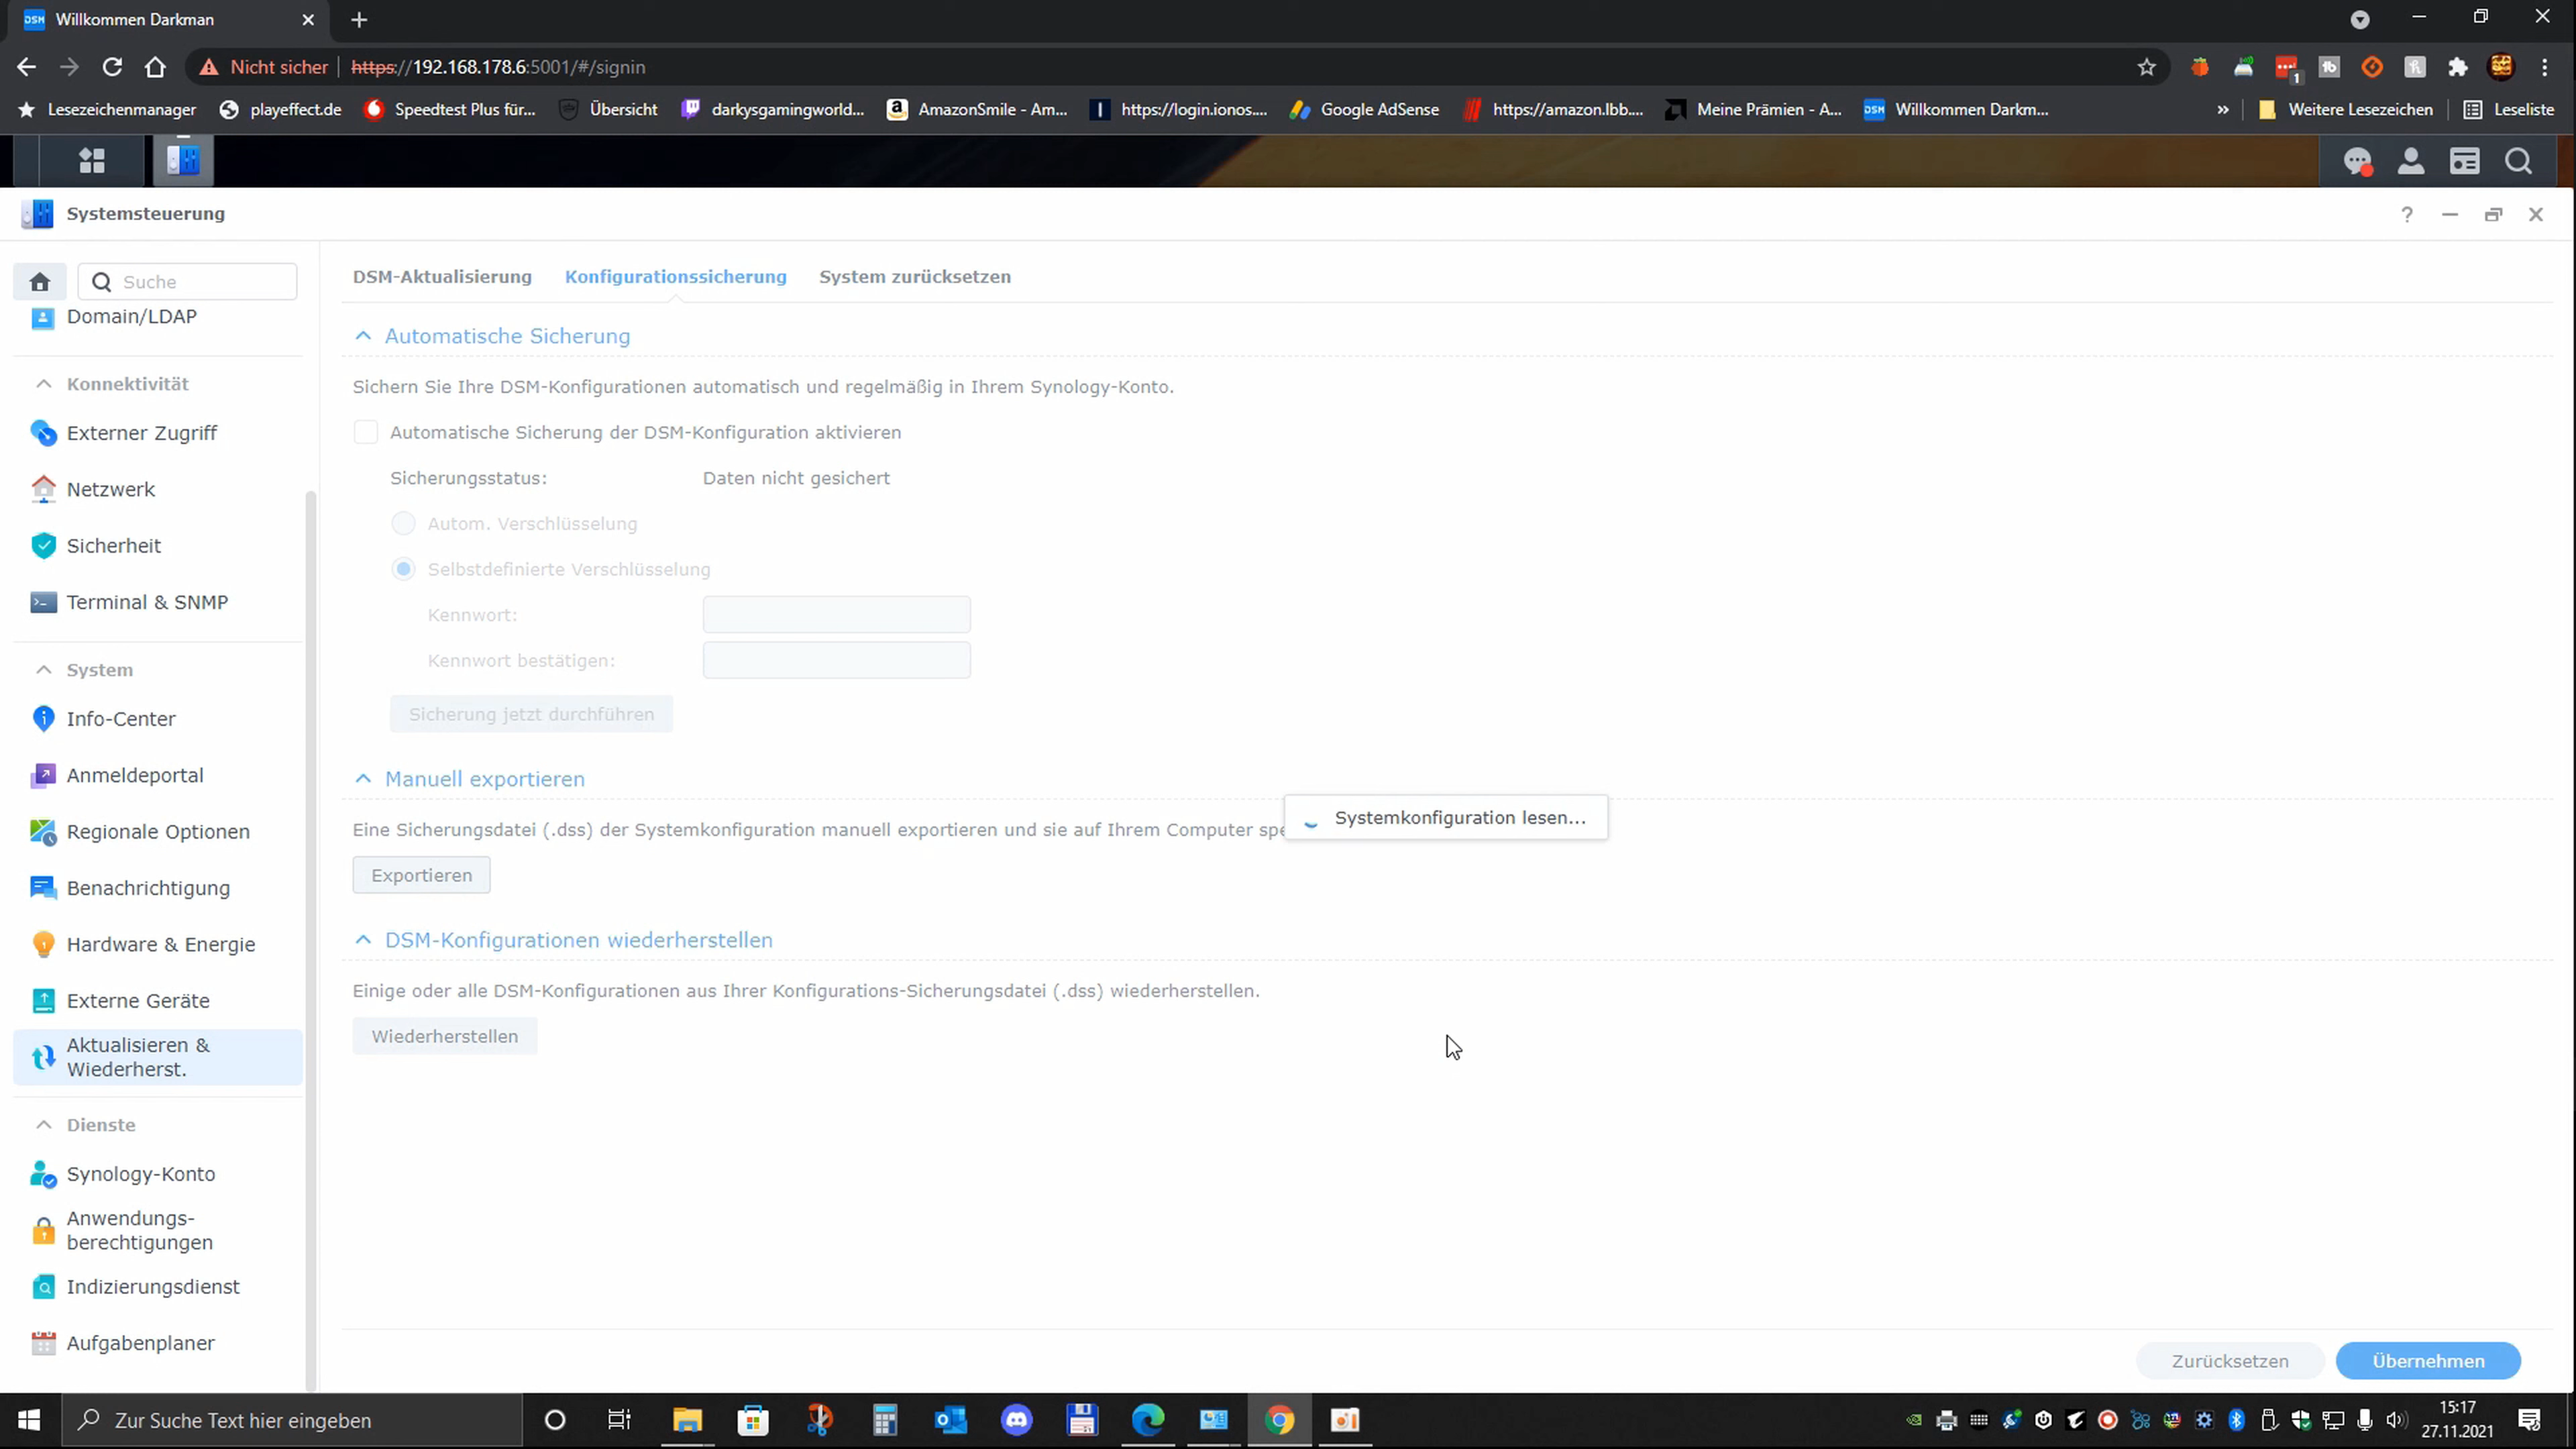 DSM Willkommen Darkman
Nicht sicher https://192.168.178.6:5001/#/signin
1
Lesezeichenmanager playeffect.de Speedtest Plus für... Übersicht darkysgamingworld... AmazonSmile - Am... https://login.ionos.... Google AdSense https://amazon.lbb.... Meine Prämien - A... DSM Willkommen Darkm... » Weitere Lesezeichen Leseliste
Systemsteuerung
Suche
Domain/LDAP
Konnektivität
Externer Zugriff
Netzwerk
Sicherheit
Terminal & SNMP
System
Info-Center
Anmeldeportal
Regionale Optionen
Benachrichtigung
Hardware & Energie
Externe Geräte
Aktualisieren &
Wiederherst.
Dienste
Synology-Konto
Anwendungs-
berechtigungen
Indizierungsdienst
Aufgabenplaner
DSM-Aktualisierung Konfigurationssicherung System zurücksetzen
Automatische Sicherung
Sichern Sie Ihre DSM-Konfigurationen automatisch und regelmäßig in Ihrem Synology-Konto.
Automatische Sicherung der DSM-Konfiguration aktivieren
Sicherungsstatus: Daten nicht gesichert
Autom. Verschlüsselung
Selbstdefinierte Verschlüsselung
Kennwort:
Kennwort bestätigen:
Sicherung jetzt durchführen
Manuell exportieren
Eine Sicherungsdatei (.dss) der Systemkonfiguration manuell exportieren und sie auf Ihrem Computer spe
Systemkonfiguration lesen...
Exportieren
DSM-Konfigurationen wiederherstellen
Einige oder alle DSM-Konfigurationen aus Ihrer Konfigurations-Sicherungsdatei (.dss) wiederherstellen.
Wiederherstellen
Zurücksetzen Übernehmen
Zur Suche Text hier eingeben
15:17
27.11.2021